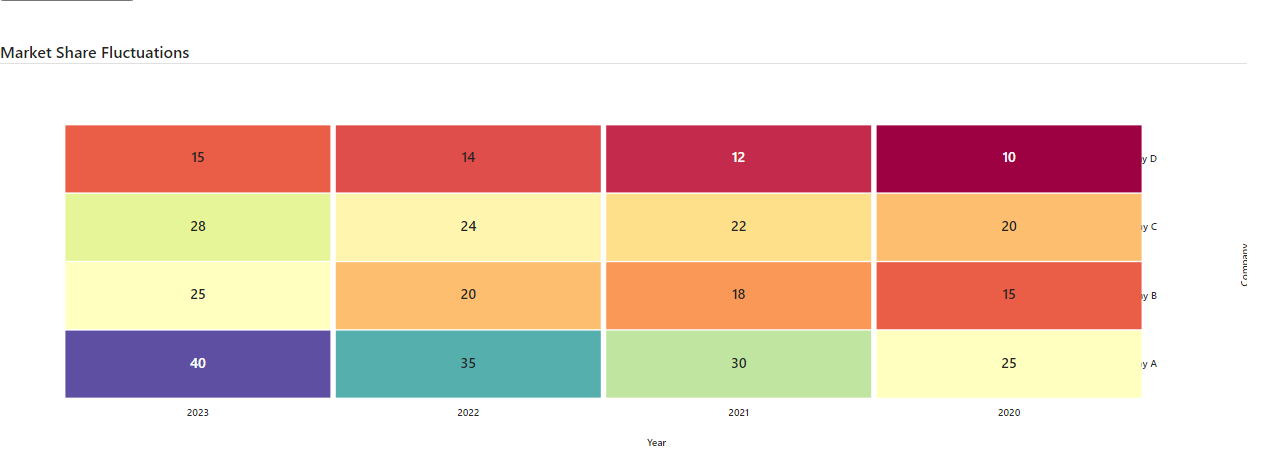 Market Share Fluctuations
15 14 12 10 y D
28 24 22 20 y C
25 20 18 15 y B
40 35 30 25 y A
2023 2022 2021 2020
Year
Company